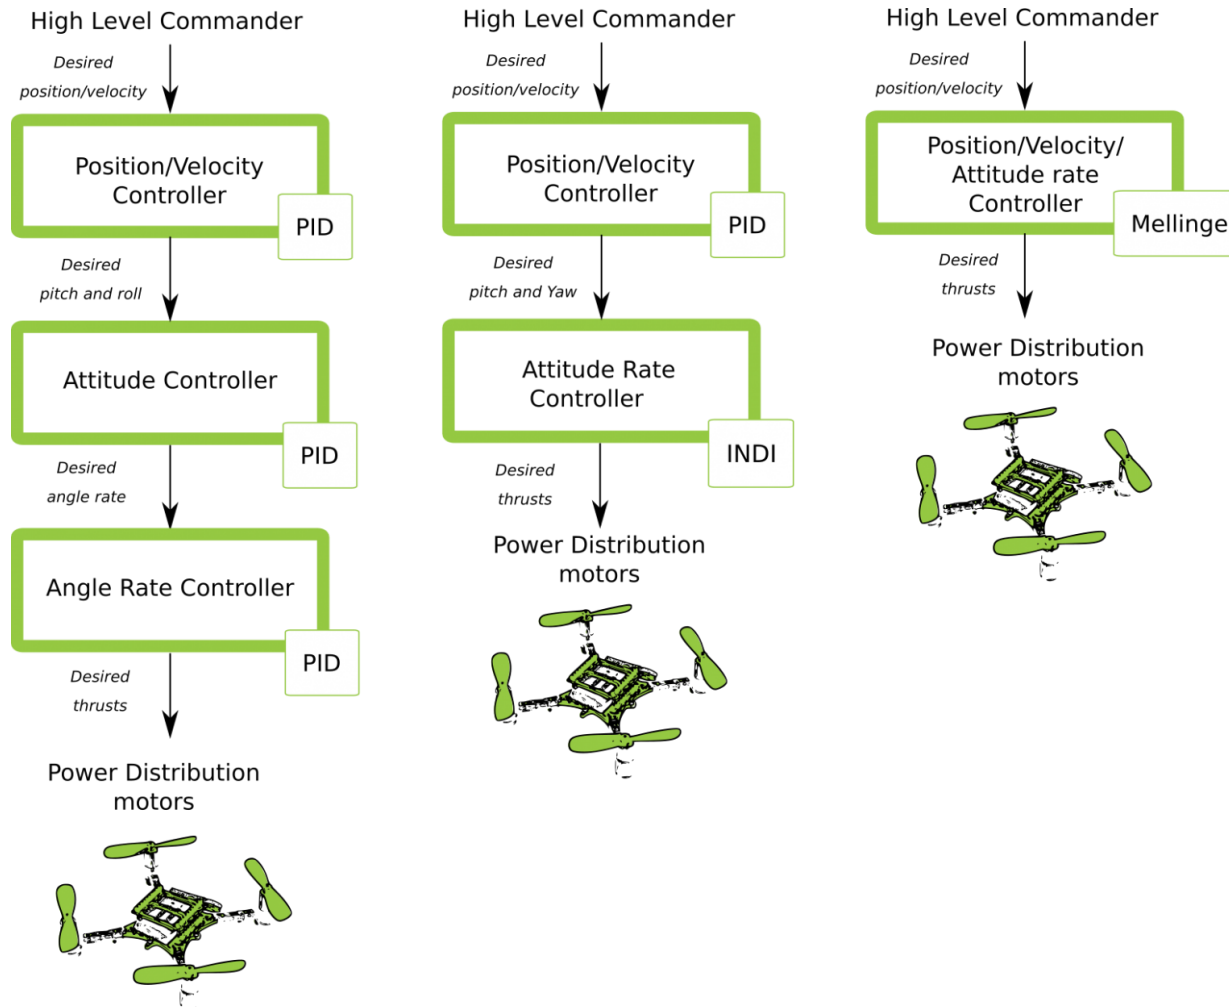 High Level Commander
Desired
position/velocity
Position/Velocity
Controller
PID
Desired
pitch and roll
Attitude Controller
PID
Desired
angle rate
Angle Rate Controller
PID
Desired
thrusts
Power Distribution
motors
High Level Commander
Desired
position/velocity
Position/Velocity
Controller
PID
Desired
pitch and Yaw
Attitude Rate
Controller
INDI
Desired
thrusts
Power Distribution
motors
High Level Commander
Desired
position/velocity
Position/Velocity/
Attitude rate
Controller
Mellinge
Desired
thrusts
Power Distribution
motors